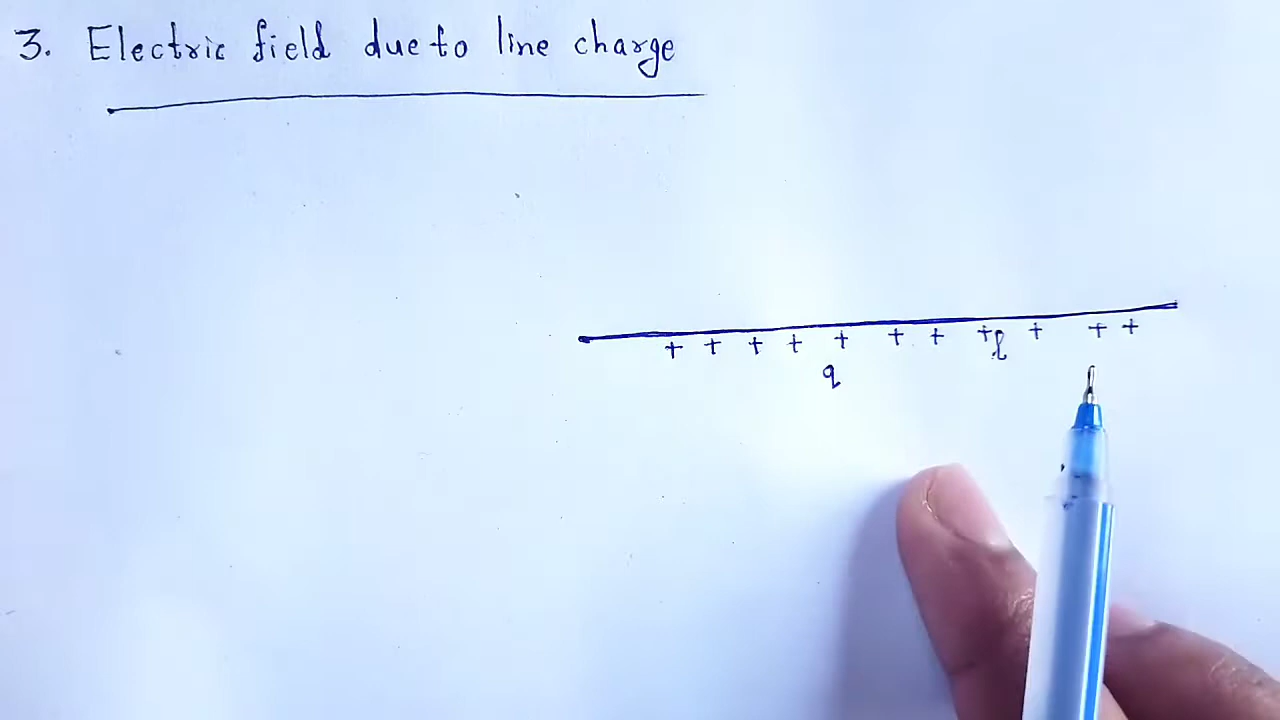 3. Electric field due to line charge
+ + + + + + + + + + +
q l